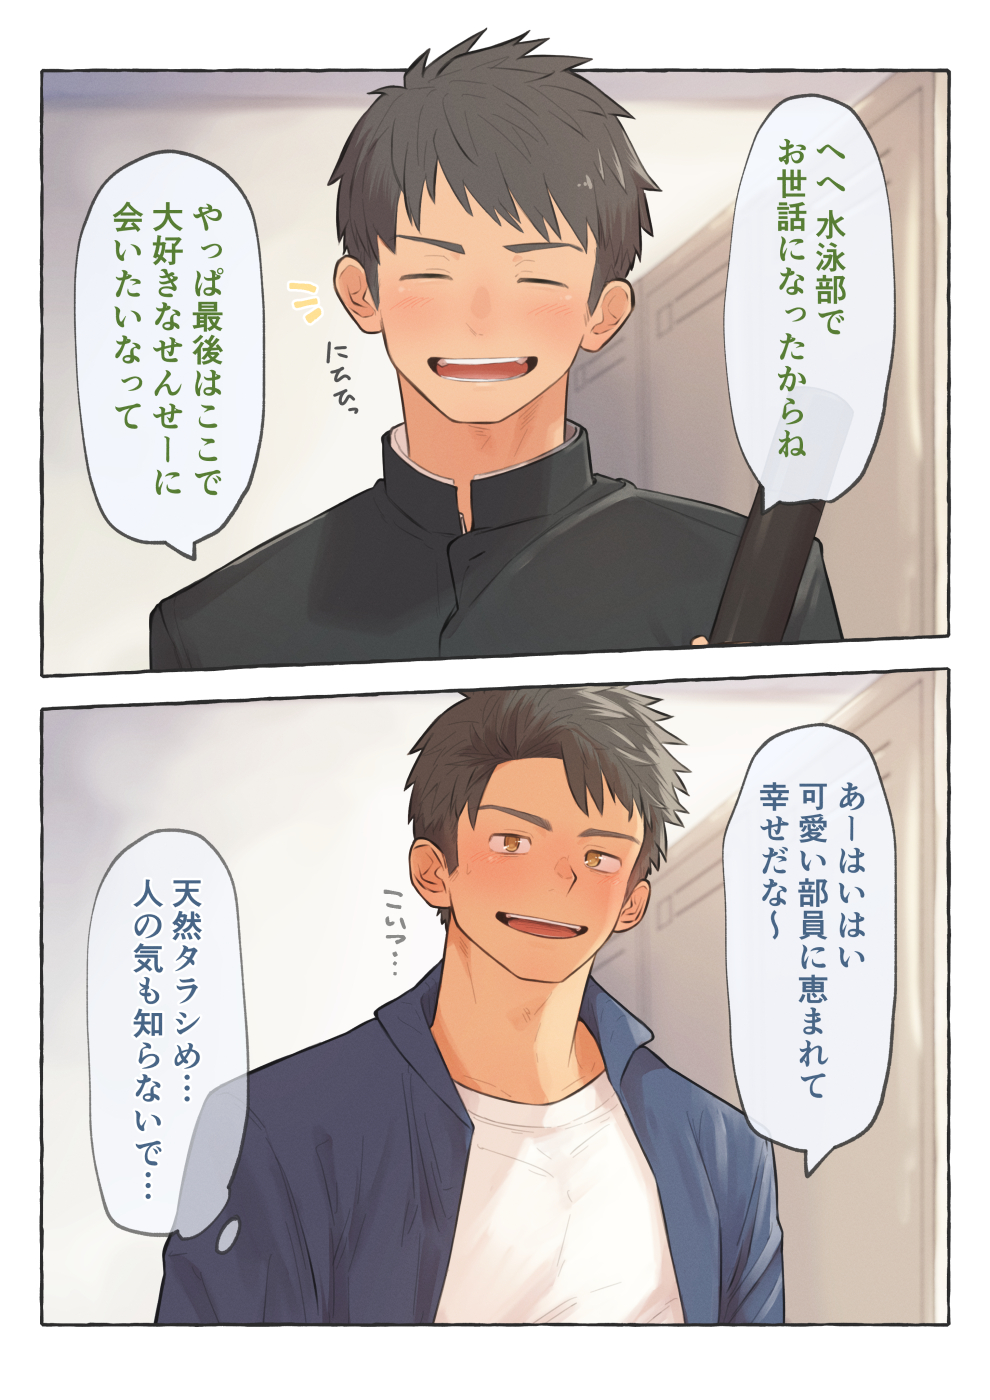 へへ 水泳部で
お世話になったからね
やっぱ最後はここで
大好きなせんせーに
会いたいなって
にひひっ
あーはいはい
可愛い部員に恵まれて
幸せだな〜
こいつ…
天然タラシめ…
人の気も知らないで…